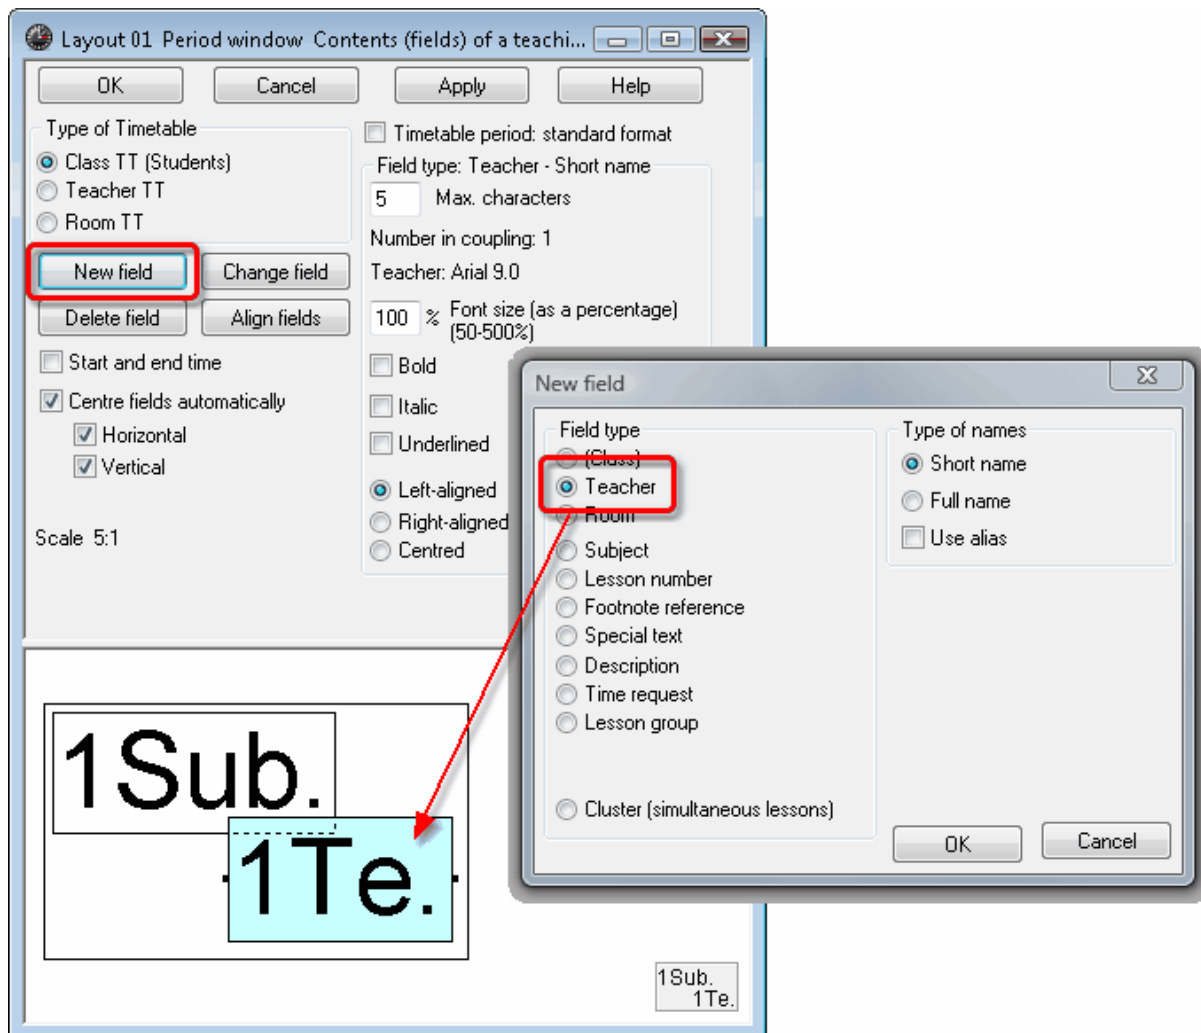 Layout 01 Period window Contents (fields) of a teachi...
OK Cancel Apply Help
Type of Timetable
Class TT (Students)
Teacher TT
Room TT
New field Change field
Delete field Align fields
Start and end time
Centre fields automatically
Horizontal
Vertical
Scale 5:1
Timetable period: standard format
Field type: Teacher - Short name
5 Max. characters
Number in coupling: 1
Teacher: Arial 9.0
100 % Font size (as a percentage)
(50-500%)
Bold
Italic
Underlined
Left-aligned
Right-aligned
Centred
New field
Field type
(Class)
Teacher
Room
Subject
Lesson number
Footnote reference
Special text
Description
Time request
Lesson group
Cluster (simultaneous lessons)
Type of names
Short name
Full name
Use alias
OK Cancel
1Sub.
1Te.
1Sub.
1Te.